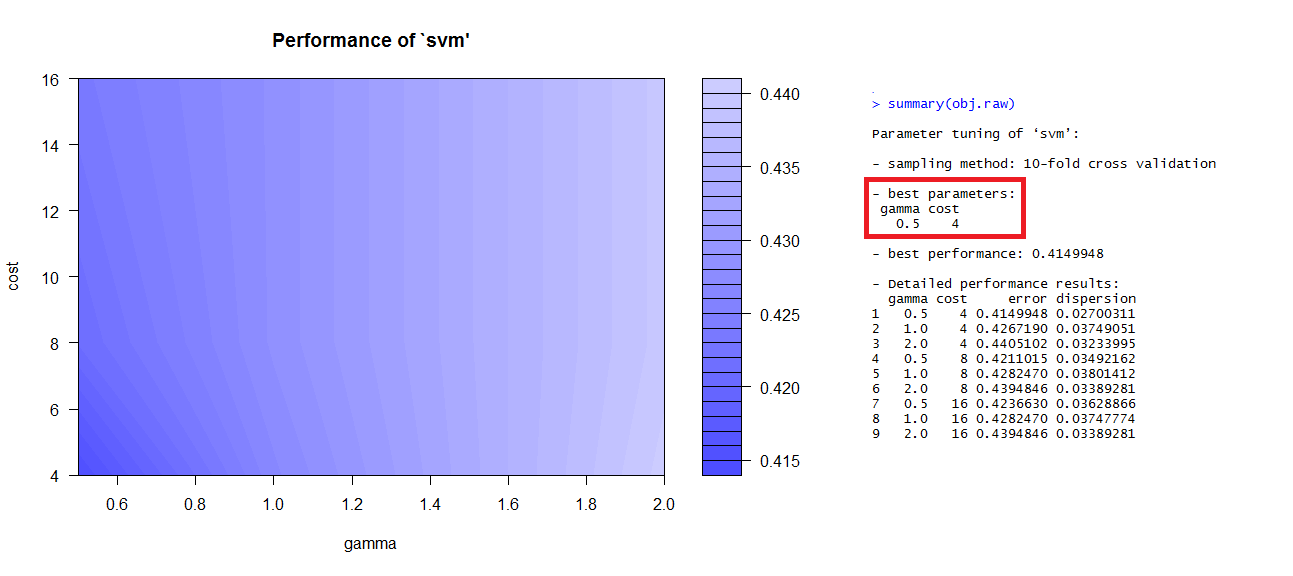 Performance of `svm'
16
14
12
10
8
6
4
cost
0.6 0.8 1.0 1.2 1.4 1.6 1.8 2.0
gamma
0.440
0.435
0.430
0.425
0.420
0.415
> summary(obj.raw)
Parameter tuning of ‘svm’:
- sampling method: 10-fold cross validation
- best parameters:
gamma cost
0.5 4
- best performance: 0.4149948
- Detailed performance results:
gamma cost error dispersion
1 0.5 4 0.4149948 0.02700311
2 1.0 4 0.4267190 0.03749051
3 2.0 4 0.4405102 0.03233995
4 0.5 8 0.4211015 0.03492162
5 1.0 8 0.4282470 0.03801412
6 2.0 8 0.4394846 0.03389281
7 0.5 16 0.4236630 0.03628866
8 1.0 16 0.4282470 0.03747774
9 2.0 16 0.4394846 0.03389281